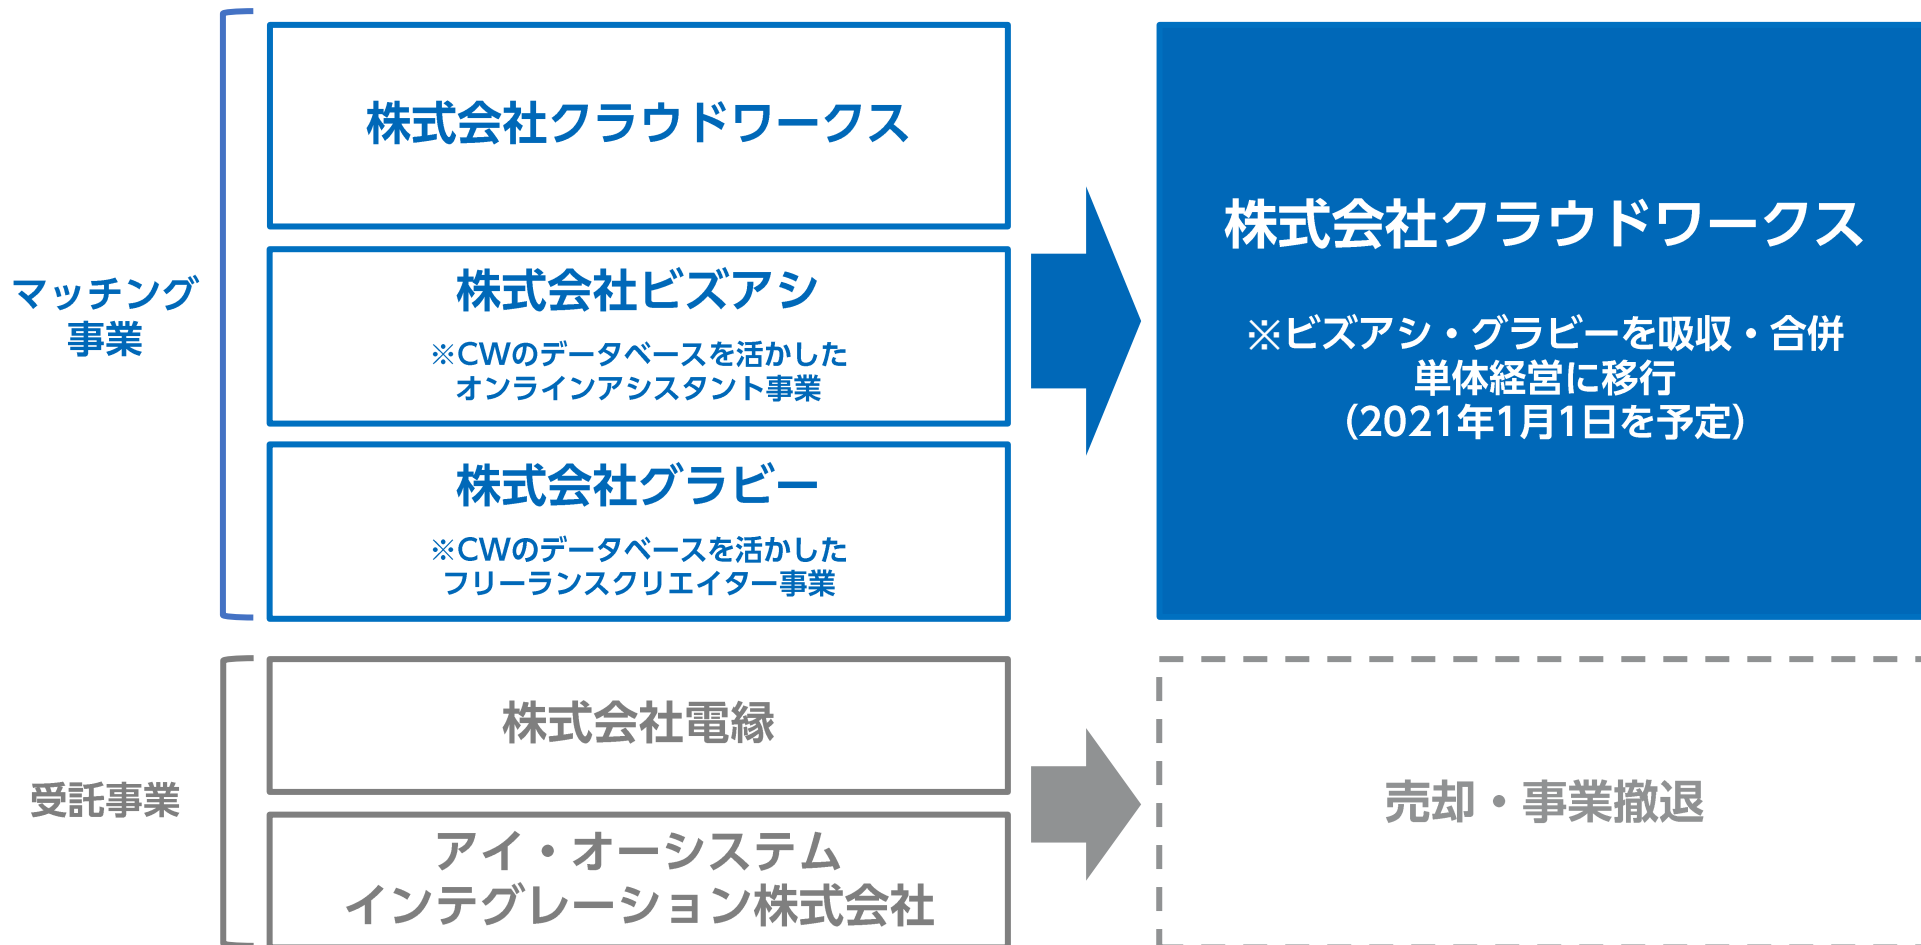 マッチング
事業
株式会社クラウドワークス
株式会社ビズアシ
※CWのデータベースを活かした
オンラインアシスタント事業
株式会社グラビー
※CWのデータベースを活かした
フリーランスクリエイター事業
株式会社クラウドワークス
※ビズアシ・グラビーを吸収・合併
単体経営に移行
（2021年1月1日を予定）
受託事業
株式会社電縁
アイ・オーシステム
インテグレーション株式会社
売却・事業撤退